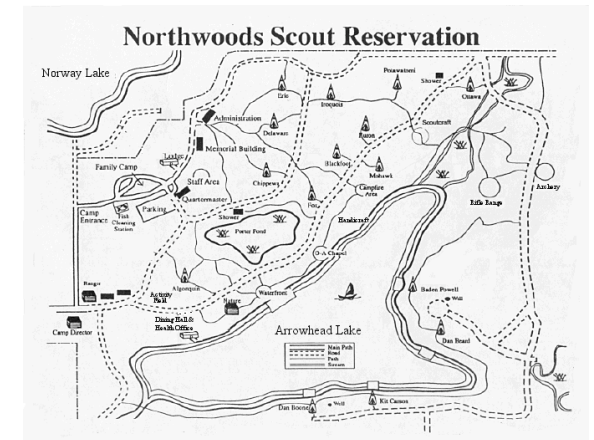 Northwoods Scout Reservation
Norway Lake
Potawatomi
Shower
Ottawa
Erie
Iroquois
Administration
Delaware
Huron
Scoutcraft
Memorial Building
Lodge
Blackfoot
Mohawk
Family Camp
Staff Area
Chippewa
Campfire
Area
Archery
Quartermaster
Fox
Rifle Range
Camp
Entrance
Fish
Cleaning
Station
Parking
Shower
Handicraft
Porter Pond
O-A Chapel
Algonquin
Waterfront
Baden Powell
Well
Ranger
Activity
Field
Nature
Camp Director
Dining Hall &
Health Office
Arrowhead Lake
Dan Beard
Main Path
Road
Path
Stream
Dan Boone
Well
Kit Carson